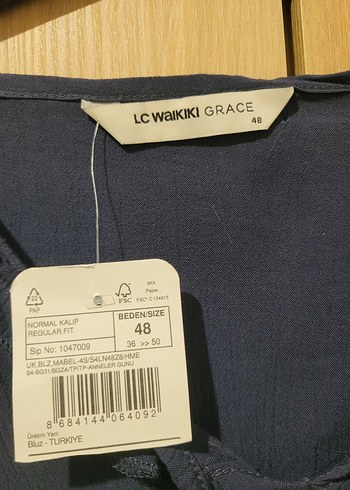 LC WAIKIKI GRACE
48
22
PAP
FSC
MIX
Paper
FSC® C 134815
NORMAL KALIP
REGULAR FIT
BEDEN/SIZE
48
36 >> 50
Sip No: 1047009
UK,BLZ,MABEL-4S/S4LN48Z8/HME
S4-BG31/BGZA/TP/TP-ANNELER GUNU
8 684144 064092
Üretim Yeri:
Bluz - TURKIYE